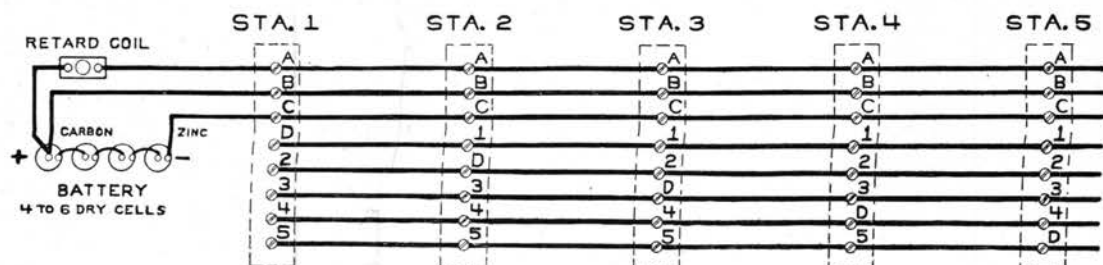 STA. 1 STA. 2 STA. 3 STA. 4 STA. 5
RETARD COIL
A A A A A
B B B B B
C C C C C
CARBON ZINC
D 1 1 1 1
+ -
2 D 2 2 2
BATTERY
3 3 D 3 3
4 TO 6 DRY CELLS
4 4 4 D 4
5 5 5 5 D